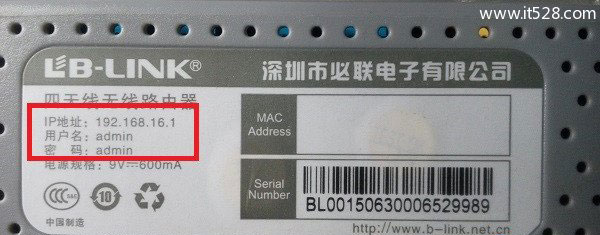 www.it528.com
LB-LINK®
深圳市必联电子有限公司
四天线无线路由器
IP地址：192.168.16.1
用户名：admin
密 码：admin
电源规格：9V⎓600mA
MAC
Address
Serial
Number
BL00150630006529989
CCC
10
中国制造
http://www.b-link.net.cn